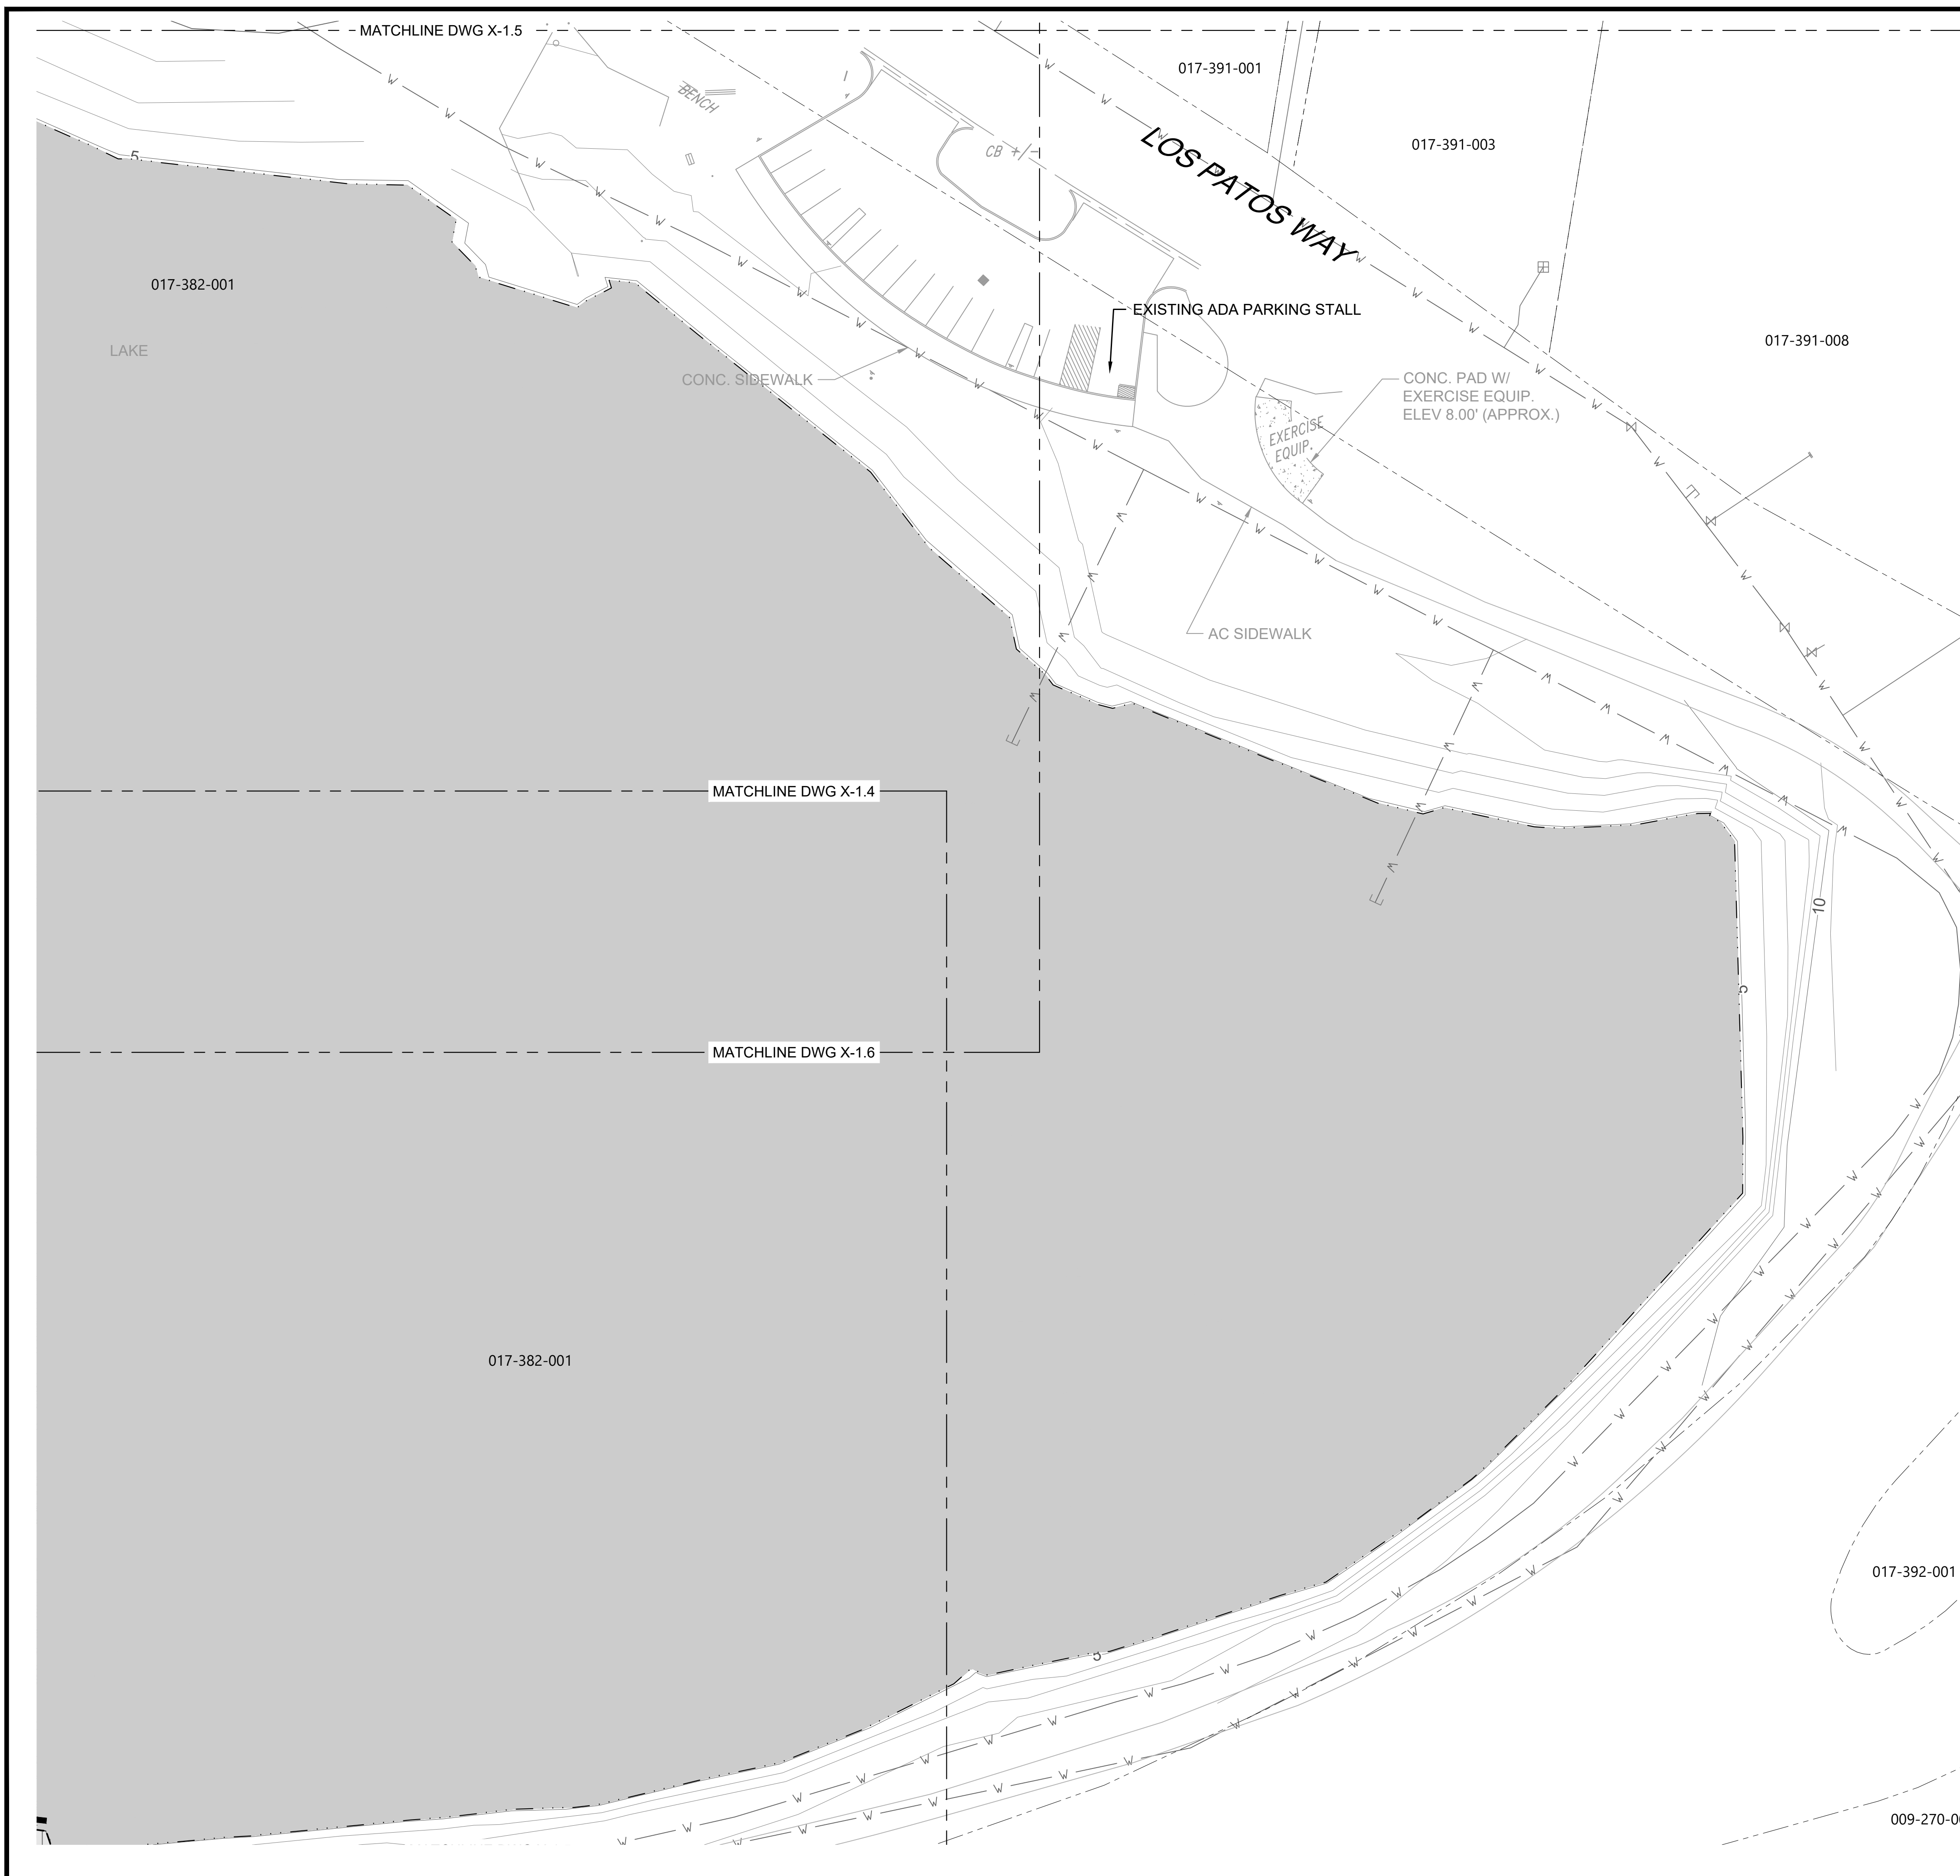 MATCHLINE DWG X-1.5
017-391-001
BENCH
017-391-003
CB +/-
LOS PATOS WAY
5
017-382-001
EXISTING ADA PARKING STALL
017-391-008
LAKE
CONC. SIDEWALK
CONC. PAD W/
EXERCISE EQUIP.
ELEV 8.00' (APPROX.)
EXERCISE
EQUIP.
AC SIDEWALK
MATCHLINE DWG X-1.4
10
5
MATCHLINE DWG X-1.6
017-382-001
017-392-001
5